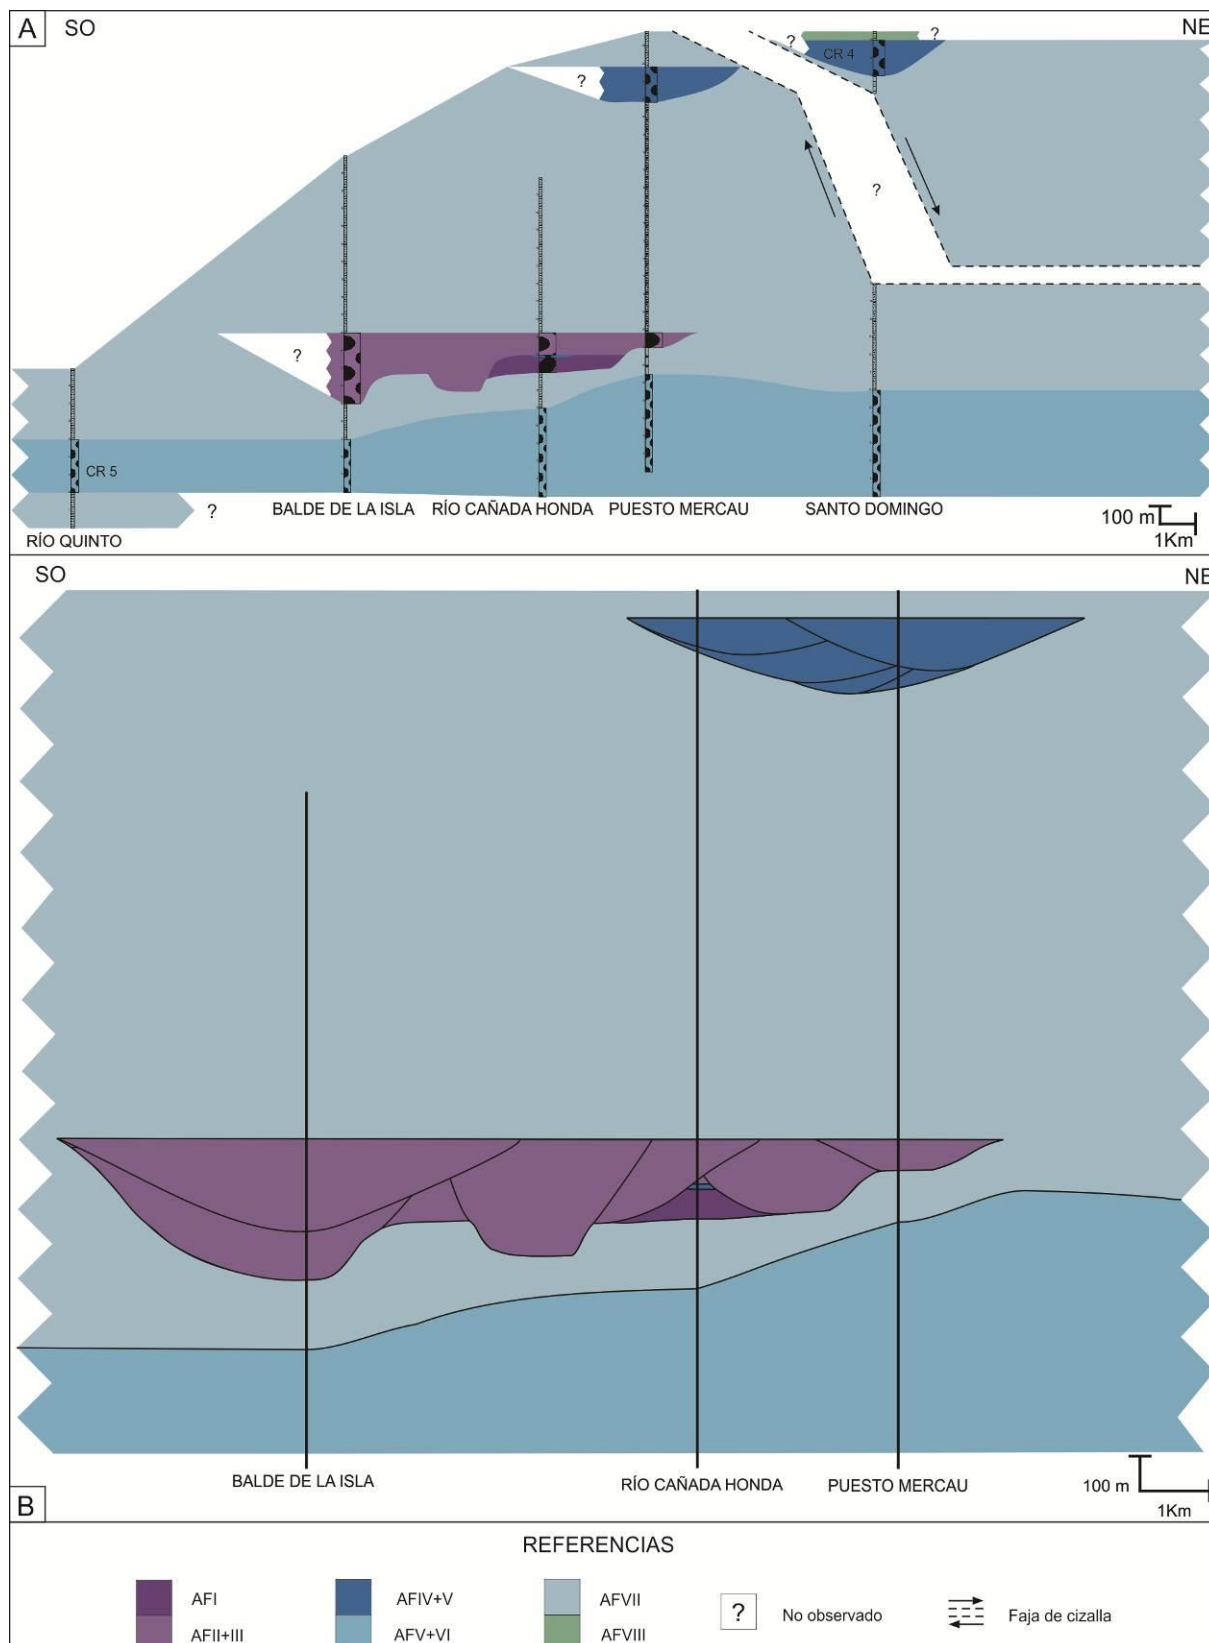 A
SO
NE
?
CR 4
?
?
?
?
CR 5
?
RÍO QUINTO
BALDE DE LA ISLA
RÍO CAÑADA HONDA
PUESTO MERCAU
SANTO DOMINGO
100 m
1Km
SO
NE
BALDE DE LA ISLA
RÍO CAÑADA HONDA
PUESTO MERCAU
100 m
1Km
B
REFERENCIAS
AFI
AFII+III
AFIV+V
AFV+VI
AFVII
AFVIII
? No observado
Faja de cizalla